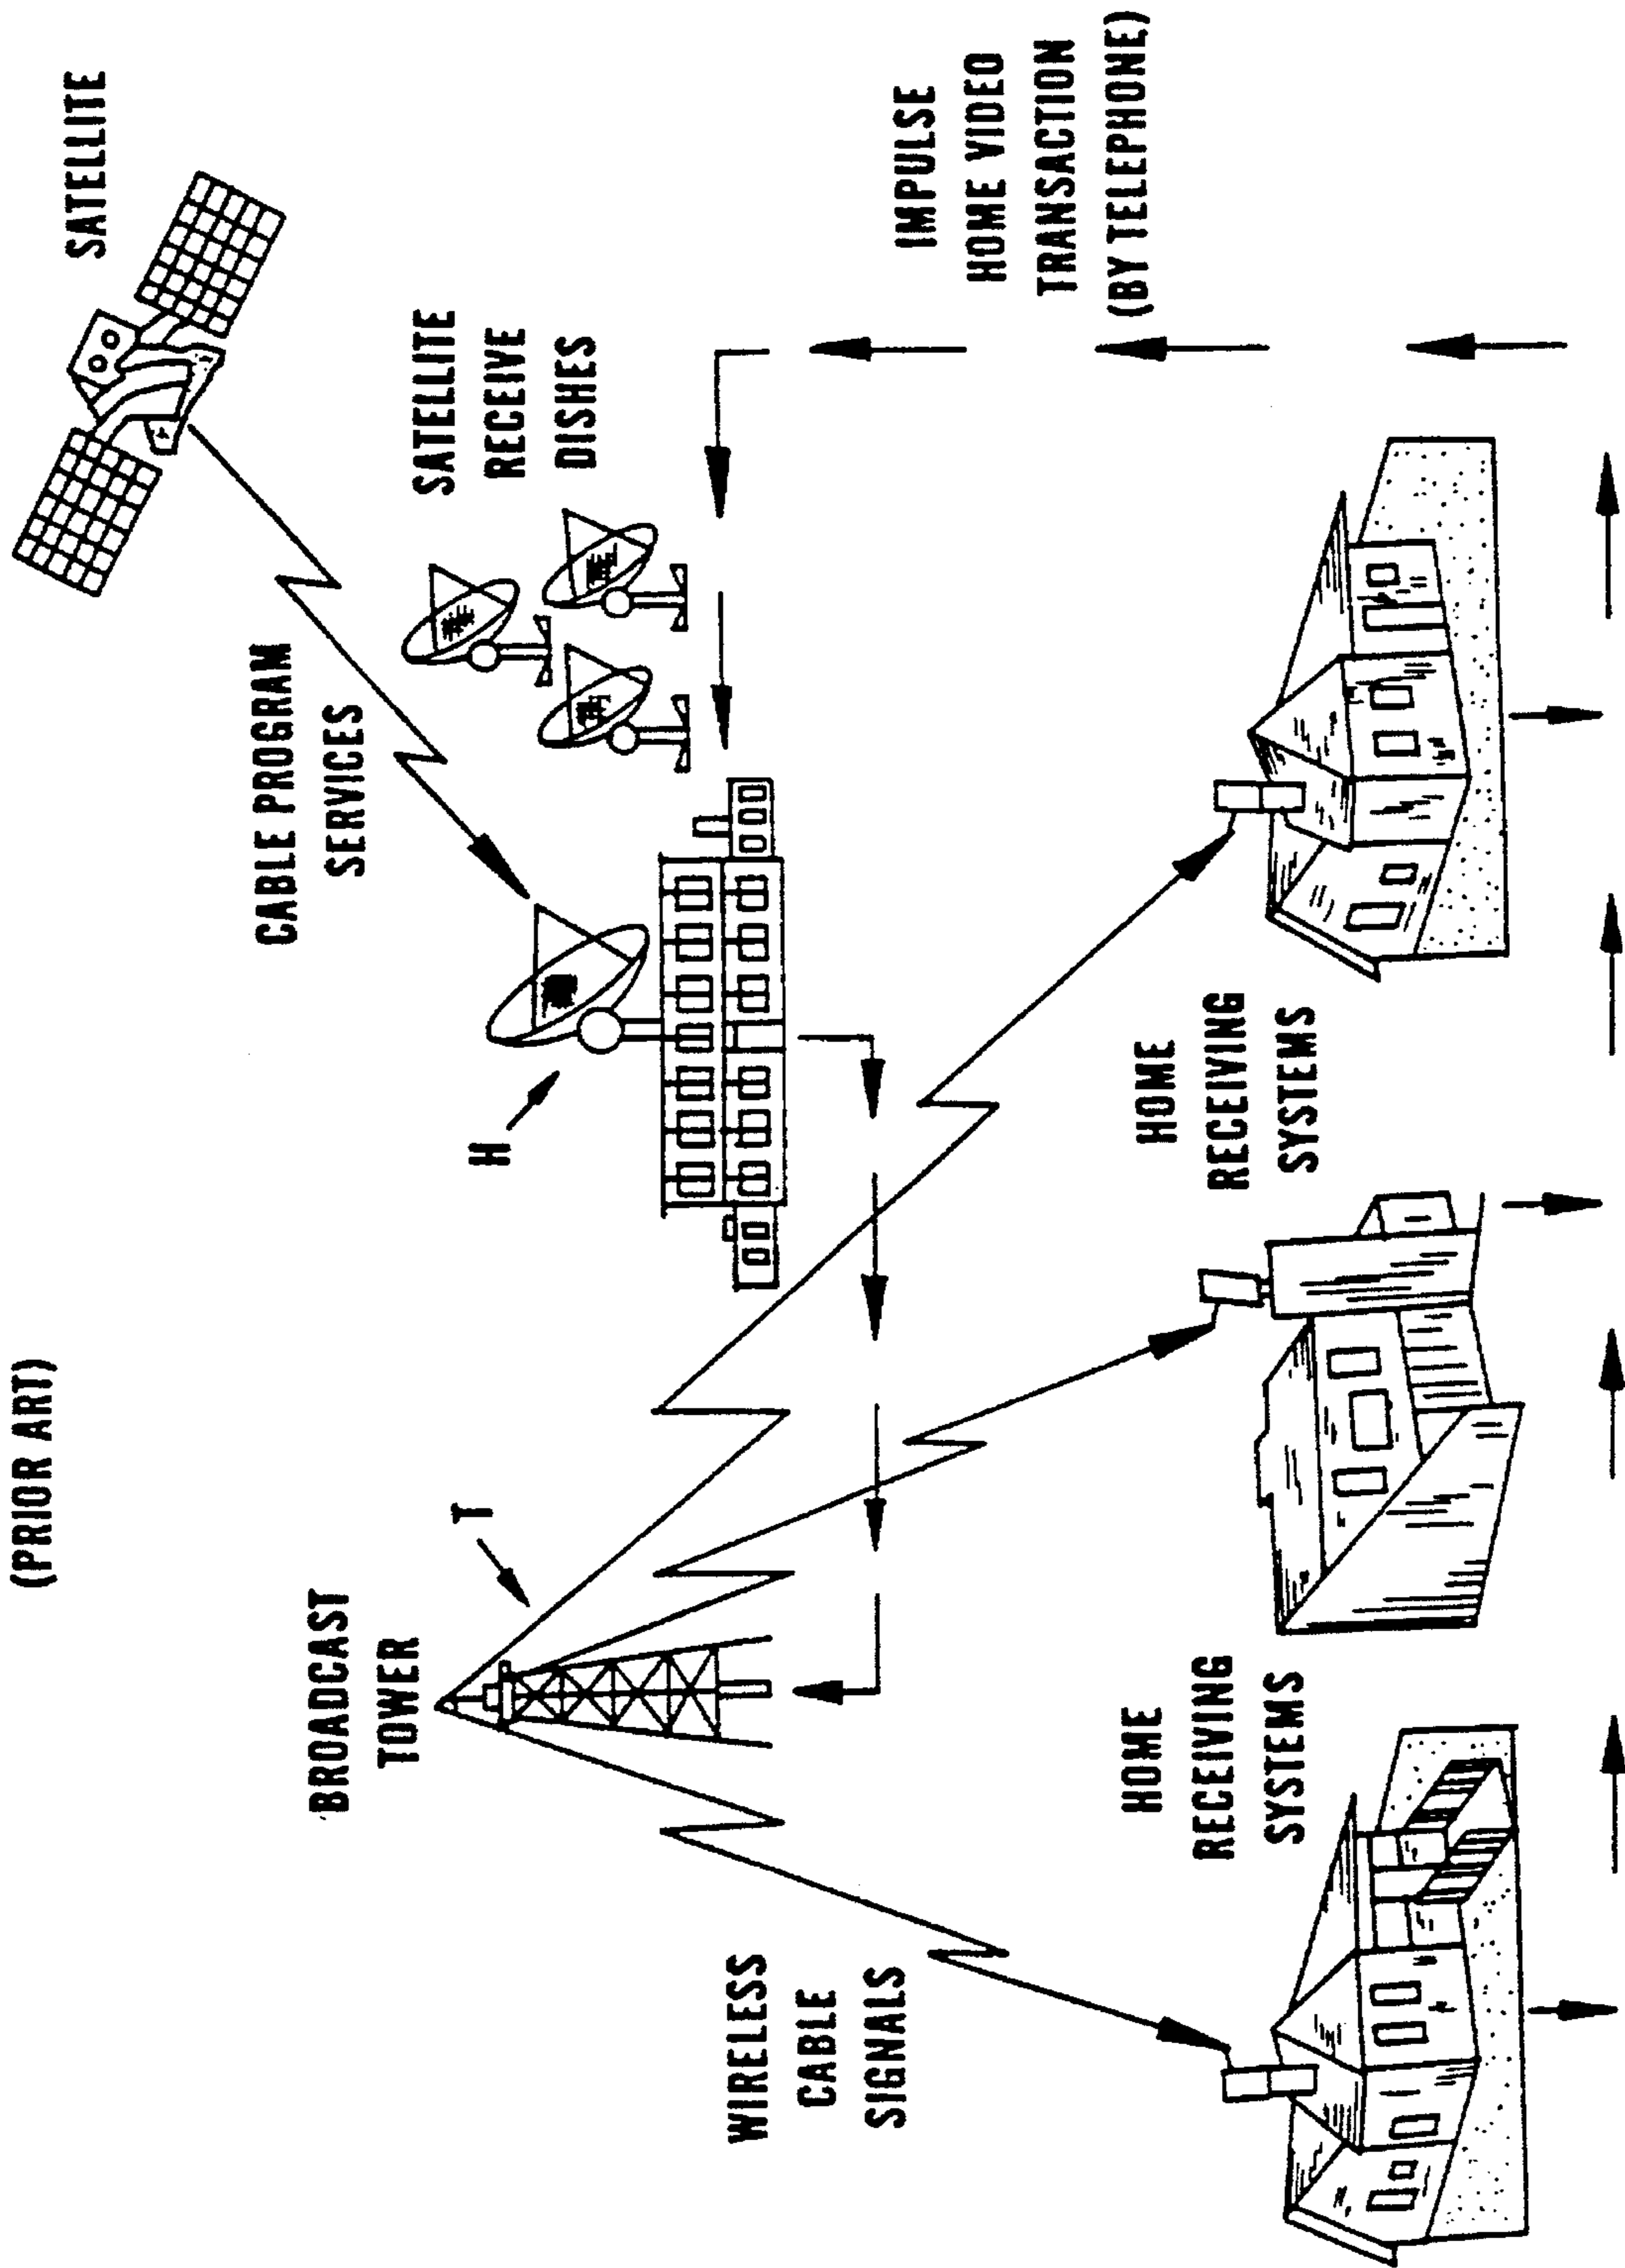 (PRIOR ART)
SATELLITE
CABLE PROGRAM
SERVICES
SATELLITE
RECEIVE
DISHES
BROADCAST
TOWER
T
H
WIRELESS
CABLE
SIGNALS
IMPULSE
HOME VIDEO
TRANSACTION
(BY TELEPHONE)
HOME
RECEIVING
SYSTEMS
HOME
RECEIVING
SYSTEMS